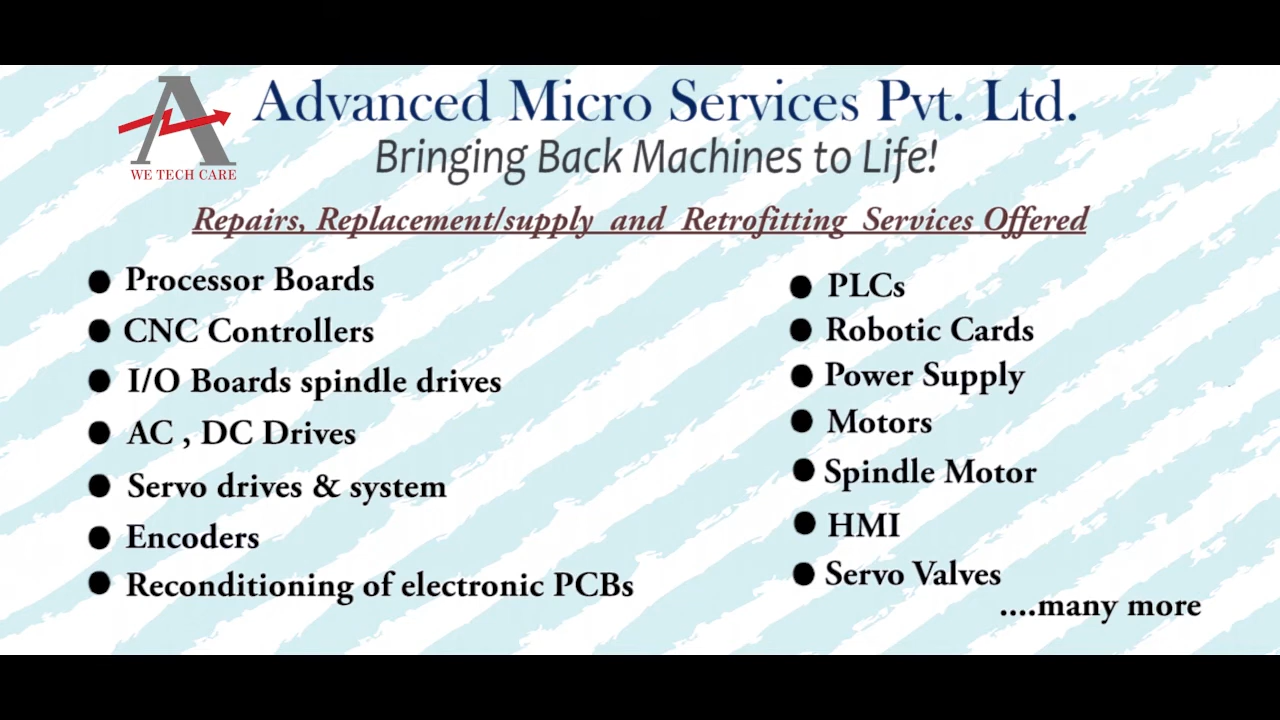 Advanced Micro Services Pvt. Ltd.
Bringing Back Machines to Life!
WE TECH CARE
Repairs, Replacement/supply and Retrofitting Services Offered
Processor Boards
CNC Controllers
I/O Boards spindle drives
AC , DC Drives
Servo drives & system
Encoders
Reconditioning of electronic PCBs
PLCs
Robotic Cards
Power Supply
Motors
Spindle Motor
HMI
Servo Valves
....many more